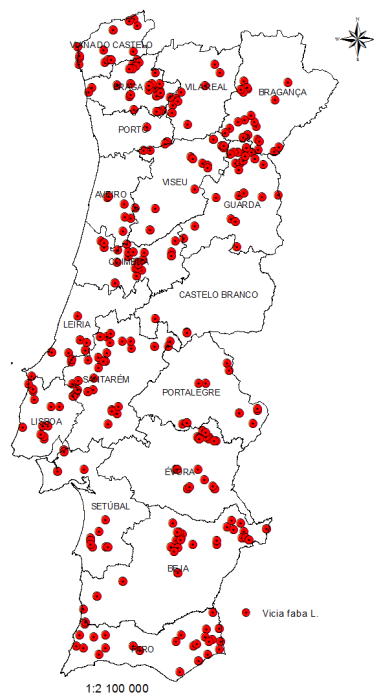 VIANA DO CASTELO
BRAGA
VILA REAL
BRAGANÇA
PORTO
VISEU
AVEIRO
GUARDA
COIMBRA
CASTELO BRANCO
LEIRIA
SANTARÉM
PORTALEGRE
LISBOA
ÉVORA
SETÚBAL
BEJA
Vicia faba L.
FARO
1:2 100 000